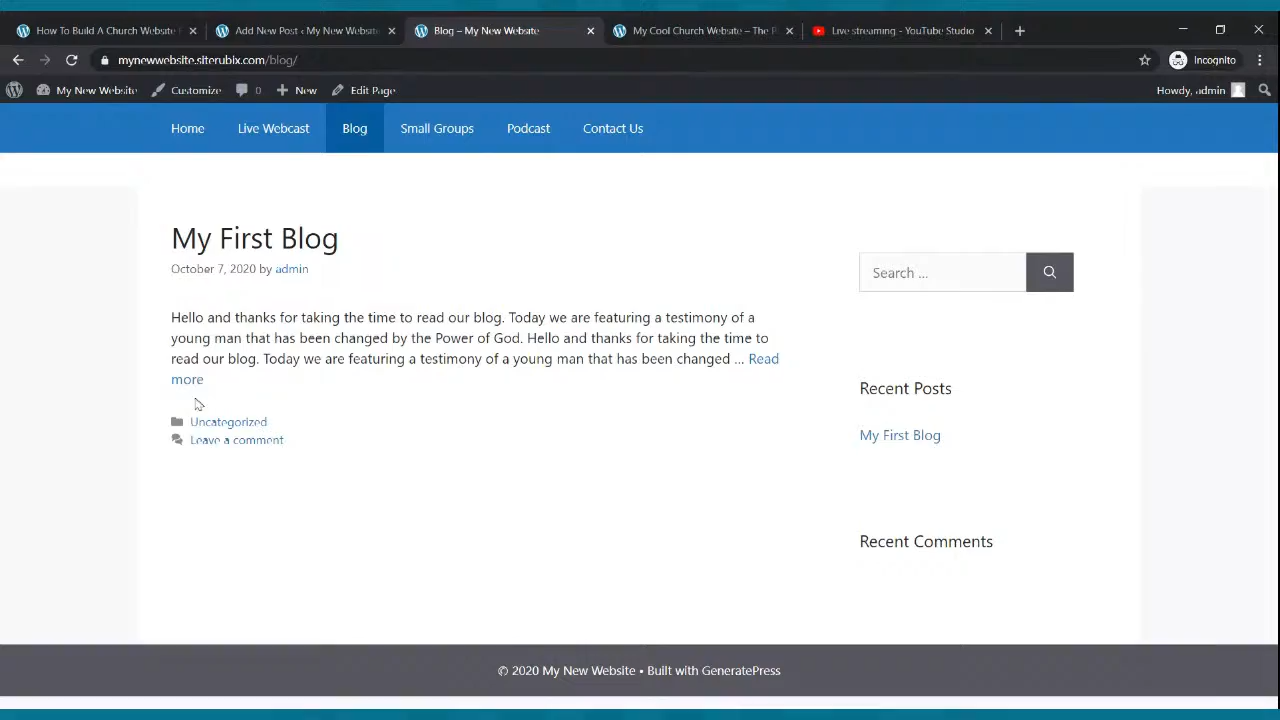 How To Build A Church Website
Add New Post ‹ My New Website
Blog – My New Website
My Cool Church Website – The
Live streaming - YouTube Studio
mynewwebsite.siterubix.com/blog/
Incognito
My New Website
Customize
0
New
Edit Page
Howdy, admin
Home
Live Webcast
Blog
Small Groups
Podcast
Contact Us
My First Blog
October 7, 2020 by admin
Hello and thanks for taking the time to read our blog. Today we are featuring a testimony of a
young man that has been changed by the Power of God. Hello and thanks for taking the time to
read our blog. Today we are featuring a testimony of a young man that has been changed ... Read
more
Uncategorized
Leave a comment
Search ...
Recent Posts
My First Blog
Recent Comments
© 2020 My New Website • Built with GeneratePress